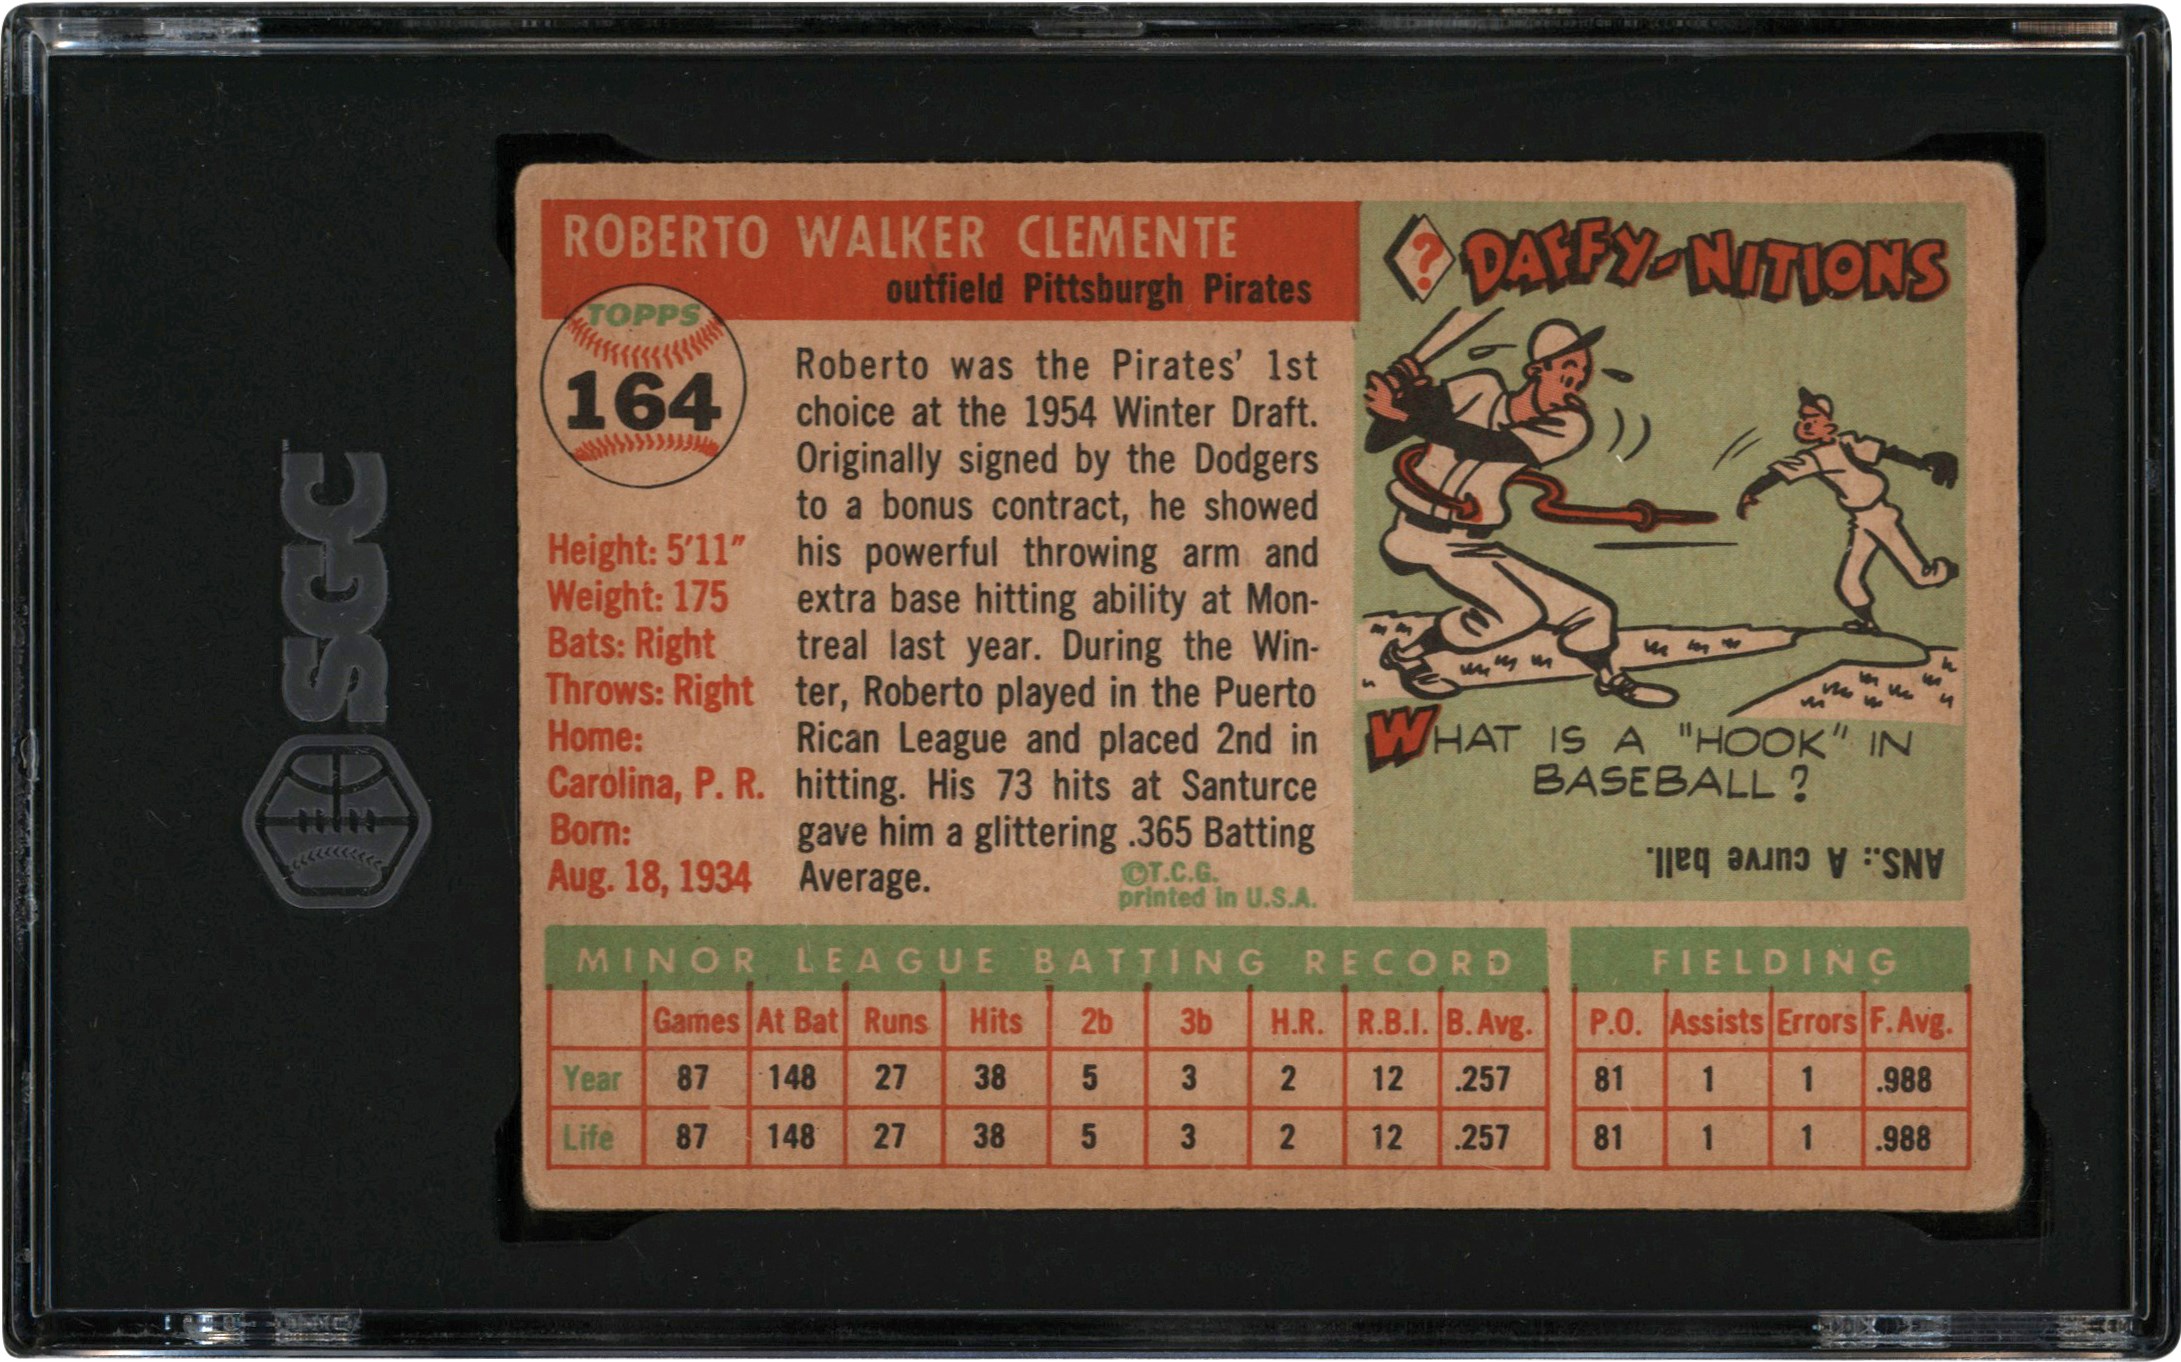 SGC
ROBERTO WALKER CLEMENTE
outfield Pittsburgh Pirates
TOPPS
164
Height: 5'11"
Weight: 175
Bats: Right
Throws: Right
Home:
Carolina, P. R.
Born:
Aug. 18, 1934
Roberto was the Pirates' 1st
choice at the 1954 Winter Draft.
Originally signed by the Dodgers
to a bonus contract, he showed
his powerful throwing arm and
extra base hitting ability at Mon-
treal last year. During the Win-
ter, Roberto played in the Puerto
Rican League and placed 2nd in
hitting. His 73 hits at Santurce
gave him a glittering .365 Batting
Average.
©T.C.G.
printed in U.S.A.
? DAFFY-NITIONS
WHAT IS A "HOOK" IN
BASEBALL?
ANS.: A curve ball.
MINOR LEAGUE BATTING RECORD
Games At Bat Runs Hits 2b 3b H.R. R.B.I. B. Avg.
Year 87 148 27 38 5 3 2 12 .257
Life 87 148 27 38 5 3 2 12 .257
FIELDING
P.O. Assists Errors F. Avg.
81 1 1 .988
81 1 1 .988